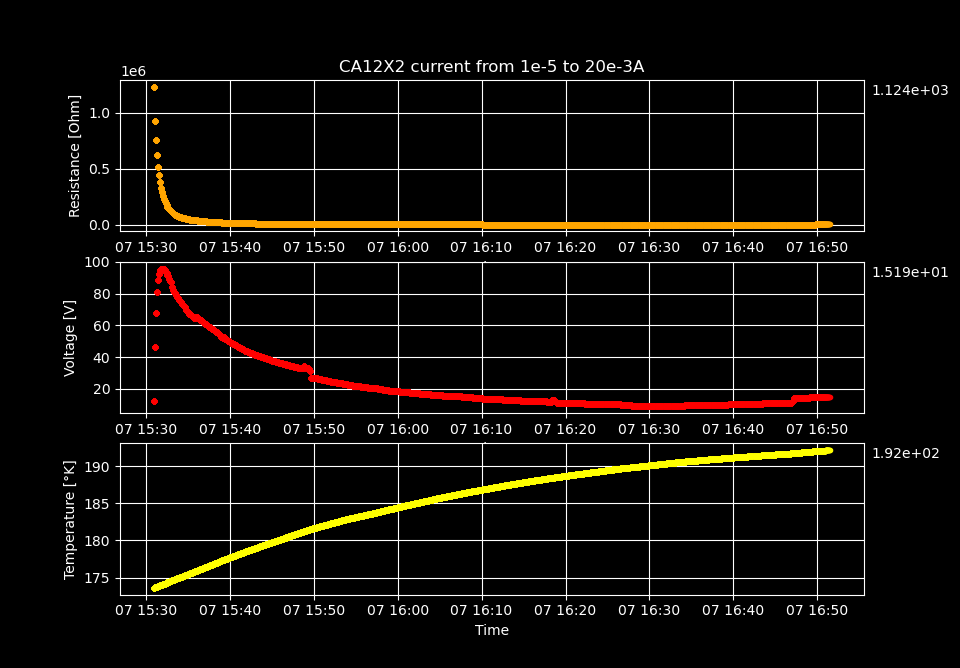 CA12X2 current from 1e-5 to 20e-3A
1e6
1.124e+03
Resistance [Ohm]
1.0
0.5
0.0
07 15:30 07 15:40 07 15:50 07 16:00 07 16:10 07 16:20 07 16:30 07 16:40 07 16:50
1.519e+01
Voltage [V]
100
80
60
40
20
07 15:30 07 15:40 07 15:50 07 16:00 07 16:10 07 16:20 07 16:30 07 16:40 07 16:50
1.92e+02
Temperature [°K]
190
185
180
175
07 15:30 07 15:40 07 15:50 07 16:00 07 16:10 07 16:20 07 16:30 07 16:40 07 16:50
Time